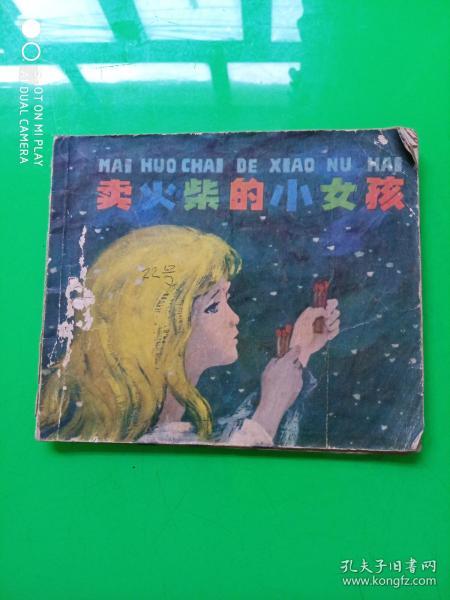 SHOT ON MI PLAY
AI DUAL CAMERA
MAI HUO CHAI DE XIAO NU HAI
卖火柴的小女孩
孔夫子旧书网
www.kongfz.com